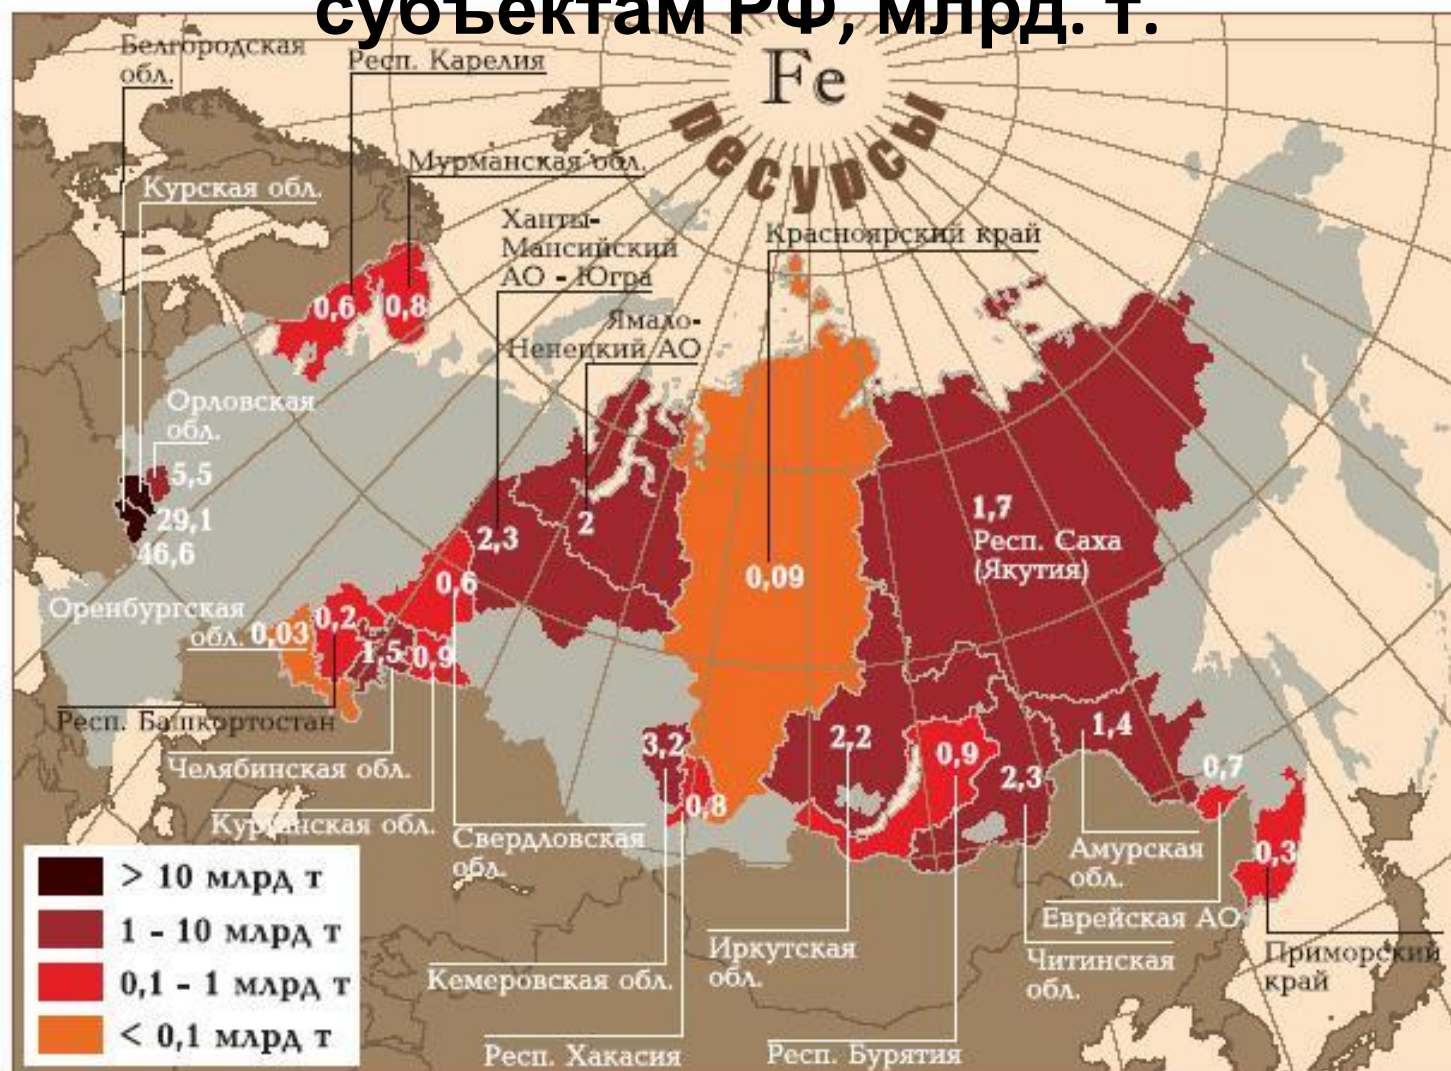 субъектам РФ, млрд. т.
Fe
ресурсы
Белгородская
обл.
Респ. Карелия
Мурманская обл.
Курская обл.
Ханты-
Мансийский
АО - Югра
Красноярский край
Ямало-
Ненецкий АО
0,6
0,8
Орловская
обл.
5,5
29,1
46,6
2,3
2
1,7
Респ. Саха
(Якутия)
0,09
0,6
Оренбургская
обл. 0,03
0,2
1,5
0,9
Респ. Башкортостан
Челябинская обл.
Курганская обл.
Свердловская
обл.
3,2
0,8
2,2
0,9
2,3
1,4
0,7
0,3
Амурская
обл.
Еврейская АО
Читинская
обл.
Приморский
край
Иркутская
обл.
Кемеровская обл.
Респ. Хакасия
Респ. Бурятия
> 10 млрд т
1 - 10 млрд т
0,1 - 1 млрд т
< 0,1 млрд т